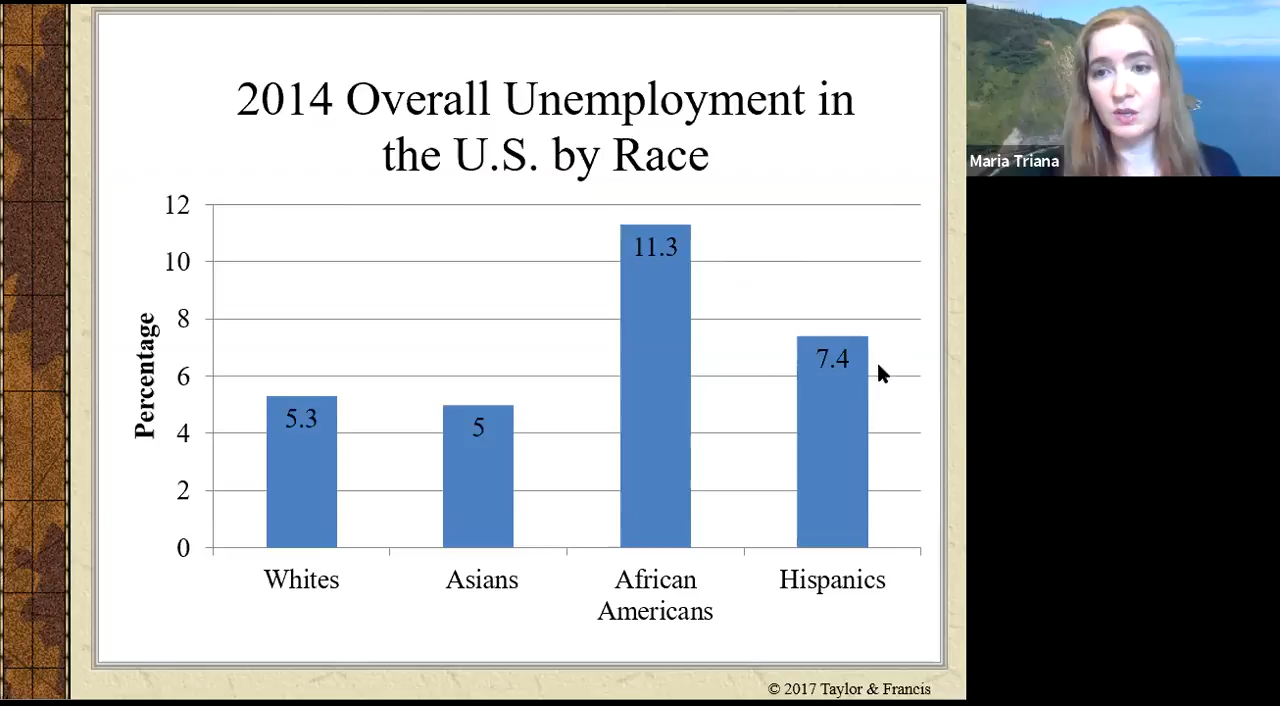 2014 Overall Unemployment in
the U.S. by Race
Percentage
12
10
8
6
4
2
0
5.3
5
11.3
7.4
Whites
Asians
African
Americans
Hispanics
© 2017 Taylor & Francis
Maria Triana